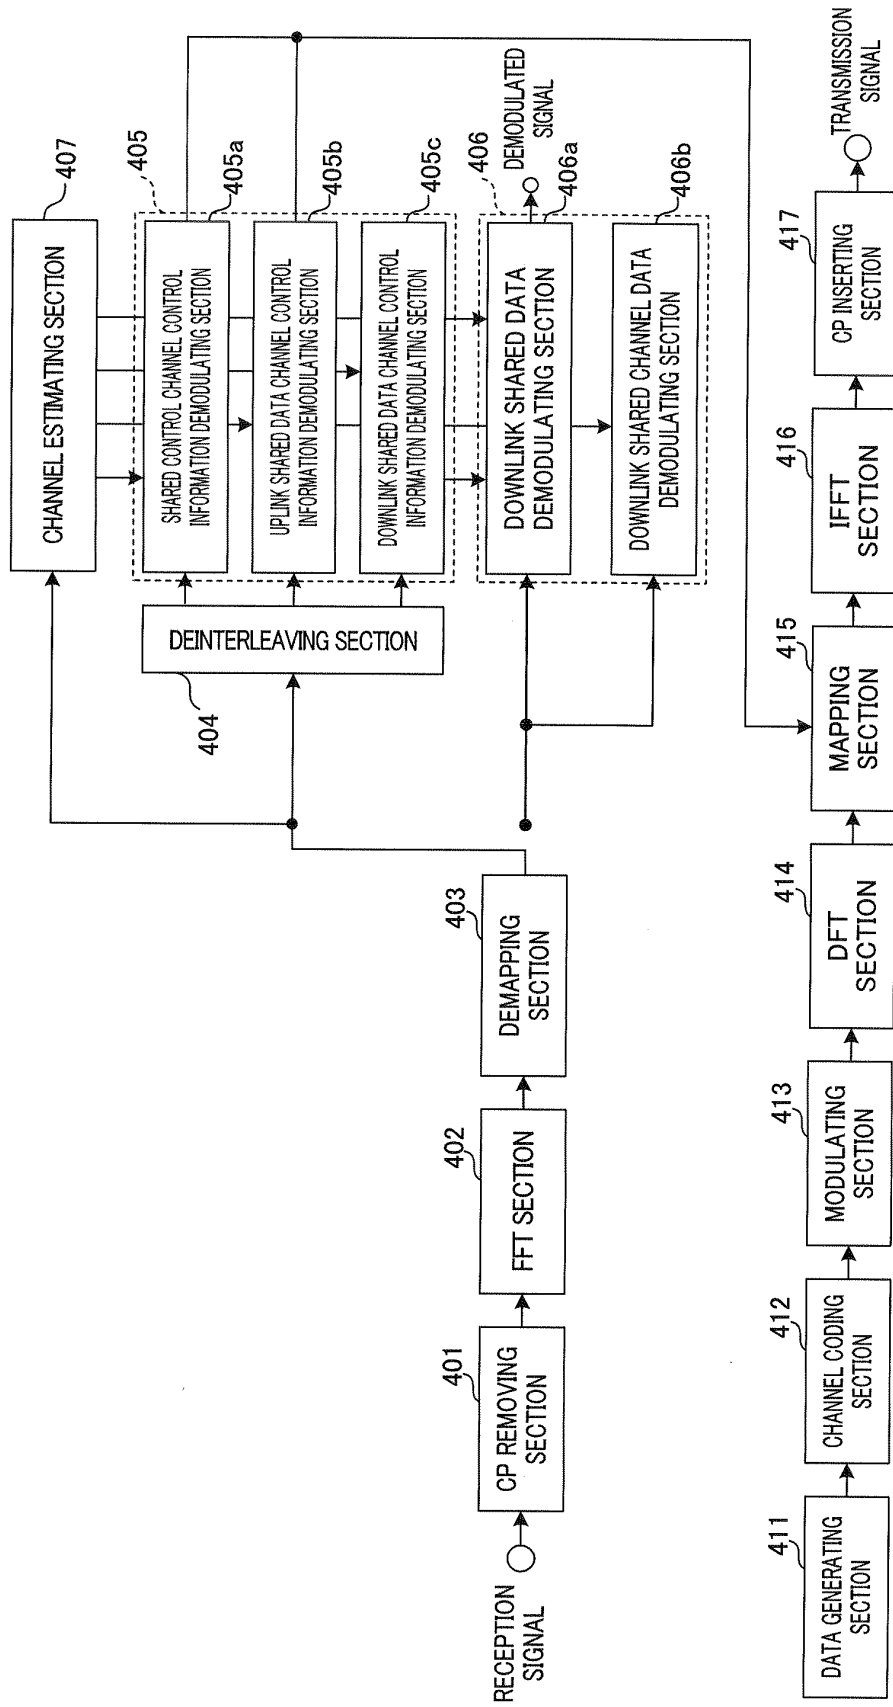 RECEPTION
SIGNAL
401
CP REMOVING
SECTION
402
FFT SECTION
403
DEMAPPING
SECTION
404
DEINTERLEAVING SECTION
407
CHANNEL ESTIMATING SECTION
405
405a
SHARED CONTROL CHANNEL CONTROL
INFORMATION DEMODULATING SECTION
405b
UPLINK SHARED DATA CHANNEL CONTROL
INFORMATION DEMODULATING SECTION
405c
DOWNLINK SHARED DATA CHANNEL CONTROL
INFORMATION DEMODULATING SECTION
406
406a
DOWNLINK SHARED DATA
DEMODULATING SECTION
406b
DOWNLINK SHARED CHANNEL DATA
DEMODULATING SECTION
DEMODULATED
SIGNAL
411
DATA GENERATING
SECTION
412
CHANNEL CODING
SECTION
413
MODULATING
SECTION
414
DFT
SECTION
415
MAPPING
SECTION
416
IFFT
SECTION
417
CP INSERTING
SECTION
TRANSMISSION
SIGNAL